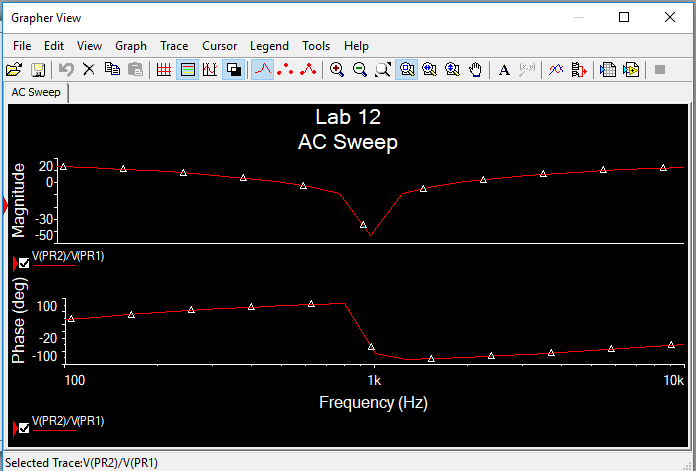 Grapher View
File Edit View Graph Trace Cursor Legend Tools Help
A
AC Sweep
Lab 12
AC Sweep
Magnitude
20
0
-30
-50
V(PR2)/V(PR1)
Phase (deg)
100
-20
-100
100 1k 10k
Frequency (Hz)
V(PR2)/V(PR1)
Selected Trace:V(PR2)/V(PR1)